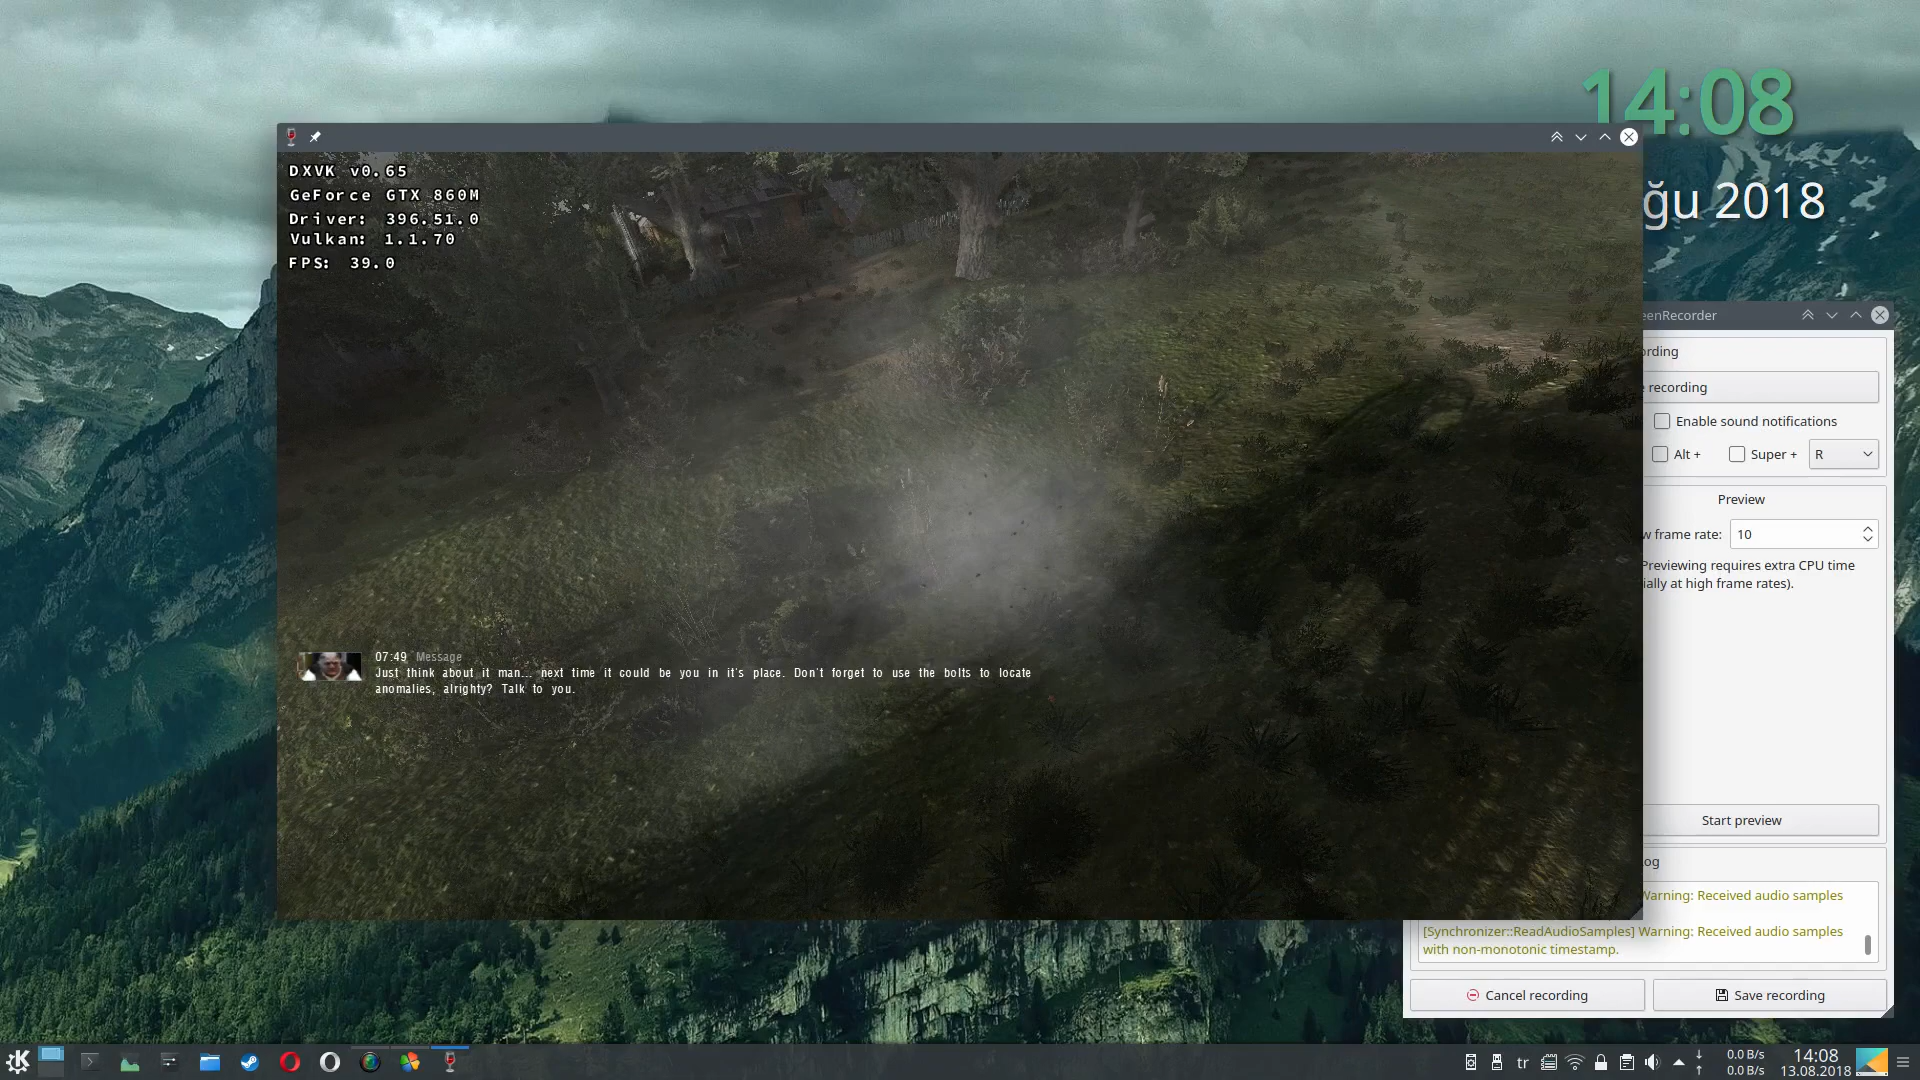 14:08
ğu 2018
DXVK v0.65
GeForce GTX 860M
Driver: 396.51.0
Vulkan: 1.1.70
FPS: 39.0
07:49 Message
Just think about it man... next time it could be you in it's place. Don't forget to use the bolts to locate
anomalies, alrighty? Talk to you.
eenRecorder
ording
e recording
Enable sound notifications
Alt +
Super +
R
Preview
w frame rate:
10
Previewing requires extra CPU time
ially at high frame rates).
Start preview
og
Warning: Received audio samples
[Synchronizer::ReadAudioSamples] Warning: Received audio samples
with non-monotonic timestamp.
Cancel recording
Save recording
tr
0.0 B/s
0.0 B/s
14:08
13.08.2018